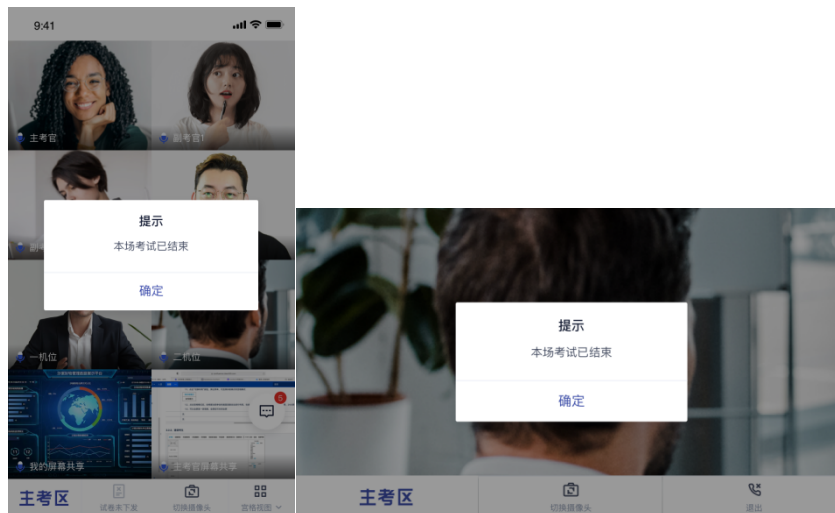 9:41
主考官
副考官1
副
提示
本场考试已结束
确定
一机位
二机位
5
我的屏幕共享
主考官屏幕共享
主考区
试卷未下发
切换摄像头
宫格视图
提示
本场考试已结束
确定
主考区
切换摄像头
退出